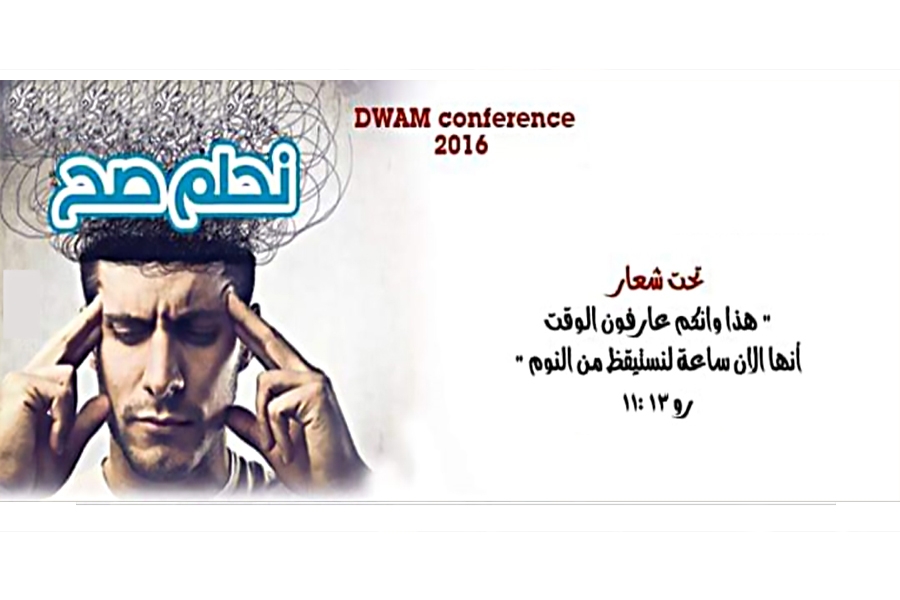 DWAM conference
2016
نحلم صح
تحت شعار
" هذا وانكم عارفون الوقت
أنها الان ساعة لنستيقظ من النوم "
رو ١٣ :١١